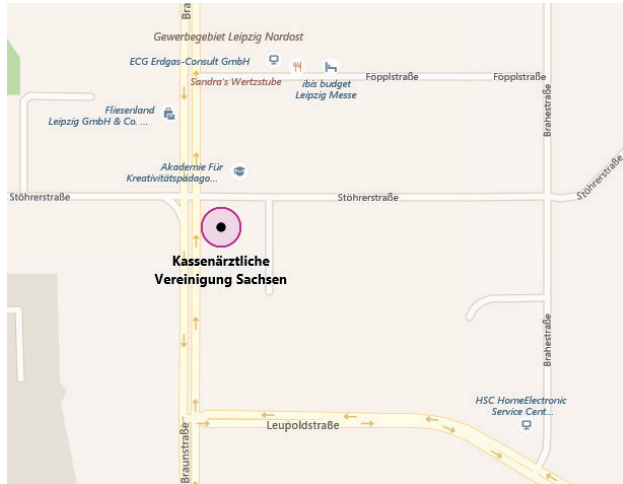 Bra
Gewerbegebiet Leipzig Nordost
ECG Erdgas-Consult GmbH
Sandra's Wertzstube
ibis budget
Leipzig Messe
Föpplstraße
Föpplstraße
Fliesenland
Leipzig GmbH & Co. ...
Brahestraße
Akademie Für
Kreativitätspädago...
Stöhrerstraße
Stöhrerstraße
Stöhrerstraße
Kassenärztliche
Vereinigung Sachsen
Brahestraße
HSC HomeElectronic
Service Cent...
Leupoldstraße
Braunstraße